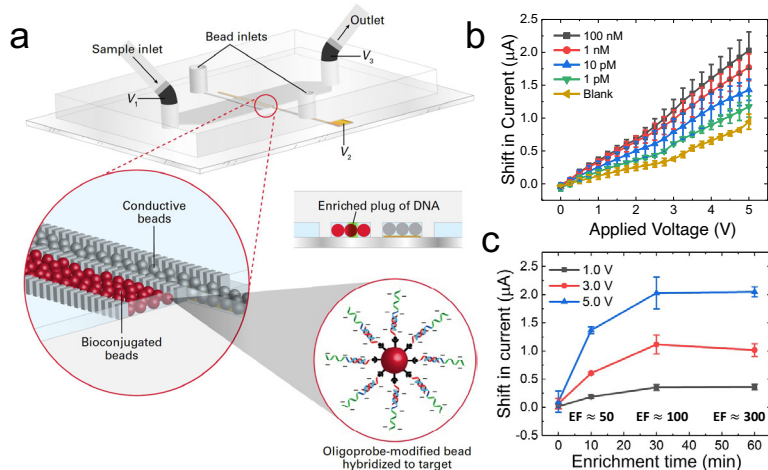 a
Sample inlet
Bead inlets
Outlet
V1
V3
V2
Enriched plug of DNA
Conductive
beads
Bioconjugated
beads
Oligoprobe-modified bead
hybridized to target
b
Shift in Current (μA)
2.5
2.0
1.5
1.0
0.5
0.0
100 nM
1 nM
10 pM
1 pM
Blank
0 1 2 3 4 5
Applied Voltage (V)
c
Shift in current (μA)
2.5
2.0
1.5
1.0
0.5
0.0
-0.5
1.0 V
3.0 V
5.0 V
EF ≈ 50 EF ≈ 100 EF ≈ 300
0 10 20 30 40 50 60
Enrichment time (min)